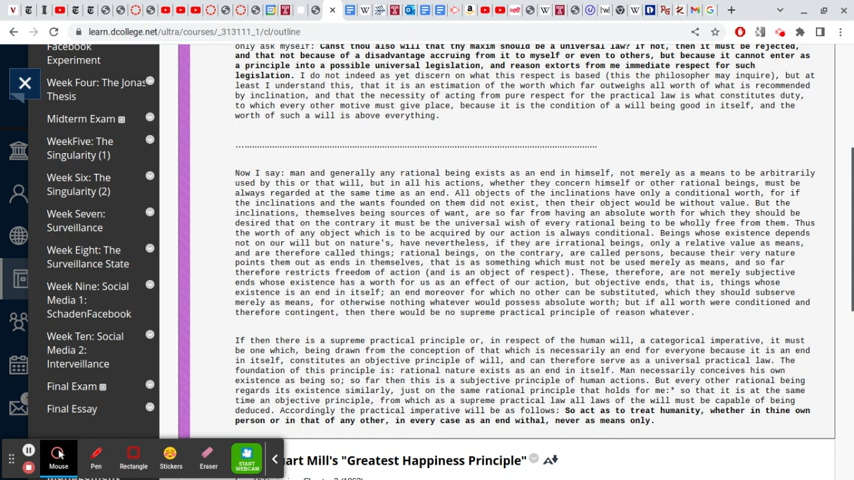 learn.dcollege.net/ultra/courses/_313111_1/cl/outline
Facebook
Experiment
Week Four: The Jonas
Thesis
Midterm Exam
WeekFive: The
Singularity (1)
Week Six: The
Singularity (2)
Week Seven:
Surveillance
Week Eight: The
Surveillance State
Week Nine: Social
Media 1:
SchadenFacebook
Week Ten: Social
Media 2:
Interveillance
Final Exam
Final Essay
only ask myself: Canst thou also will that thy maxim should be a universal law? If not, then it must be rejected,
and that not because of a disadvantage accruing from it to myself or even to others, but because it cannot enter as
a principle into a possible universal legislation, and reason extorts from me immediate respect for such
legislation. I do not indeed as yet discern on what this respect is based (this the philosopher may inquire), but at
least I understand this, that it is an estimation of the worth which far outweighs all worth of what is recommended
by inclination, and that the necessity of acting from pure respect for the practical law is what constitutes duty,
to which every other motive must give place, because it is the condition of a will being good in itself, and the
worth of such a will is above everything.
Now I say: man and generally any rational being exists as an end in himself, not merely as a means to be arbitrarily
used by this or that will, but in all his actions, whether they concern himself or other rational beings, must be
always regarded at the same time as an end. All objects of the inclinations have only a conditional worth, for if
the inclinations and the wants founded on them did not exist, then their object would be without value. But the
inclinations, themselves being sources of want, are so far from having an absolute worth for which they should be
desired that on the contrary it must be the universal wish of every rational being to be wholly free from them. Thus
the worth of any object which is to be acquired by our action is always conditional. Beings whose existence depends
not on our will but on nature's, have nevertheless, if they are irrational beings, only a relative value as means,
and are therefore called things; rational beings, on the contrary, are called persons, because their very nature
points them out as ends in themselves, that is as something which must not be used merely as means, and so far
therefore restricts freedom of action (and is an object of respect). These, therefore, are not merely subjective
ends whose existence has a worth for us as an effect of our action, but objective ends, that is, things whose
existence is an end in itself; an end moreover for which no other can be substituted, which they should subserve
merely as means, for otherwise nothing whatever would possess absolute worth; but if all worth were conditioned and
therefore contingent, then there would be no supreme practical principle of reason whatever.
If then there is a supreme practical principle or, in respect of the human will, a categorical imperative, it must
be one which, being drawn from the conception of that which is necessarily an end for everyone because it is an end
in itself, constitutes an objective principle of will, and can therefore serve as a universal practical law. The
foundation of this principle is: rational nature exists as an end in itself. Man necessarily conceives his own
existence as being so; so far then this is a subjective principle of human actions. But every other rational being
regards its existence similarly, just on the same rational principle that holds for me:* so that it is at the same
time an objective principle, from which as a supreme practical law all laws of the will must be capable of being
deduced. Accordingly the practical imperative will be as follows: So act as to treat humanity, whether in thine own
person or in that of any other, in every case as an end withal, never as means only.
uart Mill's "Greatest Happiness Principle"
Mouse
Pen
Rectangle
Stickers
Eraser
START
WEBCAM